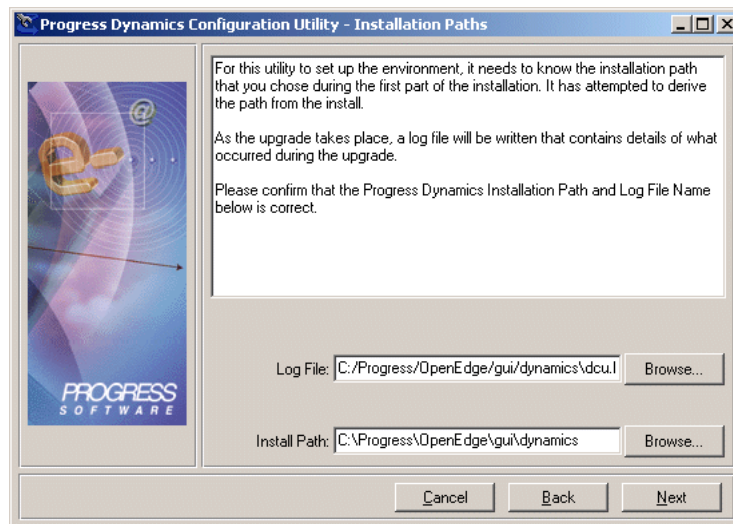 Progress Dynamics Configuration Utility - Installation Paths
For this utility to set up the environment, it needs to know the installation path
that you chose during the first part of the installation. It has attempted to derive
the path from the install.
As the upgrade takes place, a log file will be written that contains details of what
occurred during the upgrade.
Please confirm that the Progress Dynamics Installation Path and Log File Name
below is correct.
@
e-
PROGRESS
SOFTWARE
Log File: C:/Progress/OpenEdge/gui/dynamics\dcu.l Browse...
Install Path: C:\Progress\OpenEdge\gui\dynamics Browse...
Cancel Back Next